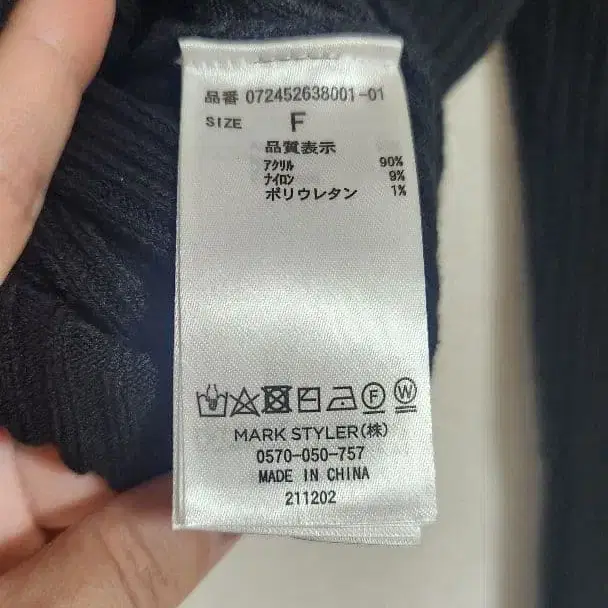 品番 072452638001-01
SIZE F
品質表示
アクリル 90%
ナイロン 9%
ポリウレタン 1%
F W
MARK STYLER(株)
0570-050-757
MADE IN CHINA
211202